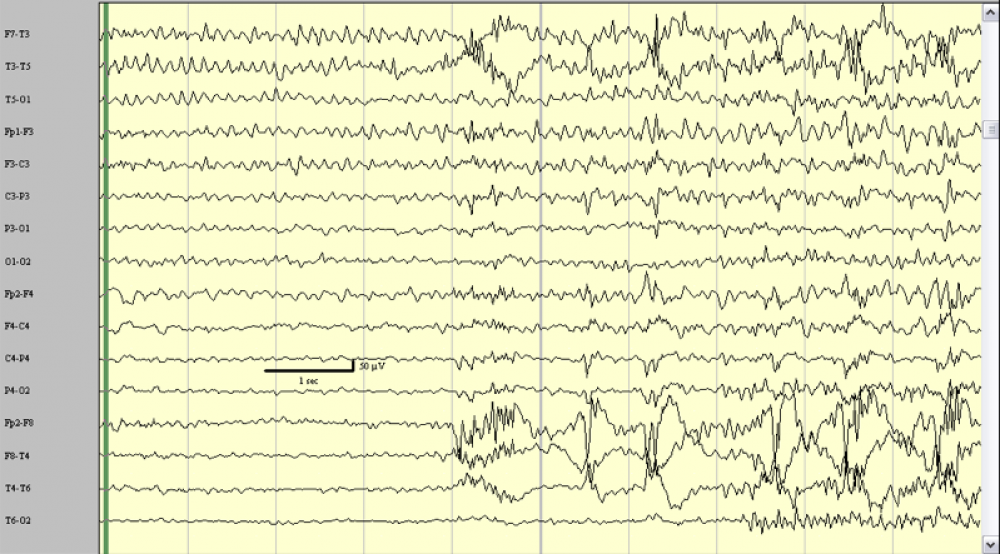 F7-T3
T3-T5
T5-O1
Fp1-F3
F3-C3
C3-P3
P3-O1
O1-O2
Fp2-F4
F4-C4
C4-P4
50 μV
1 sec
P4-O2
Fp2-F8
F8-T4
T4-T6
T6-O2